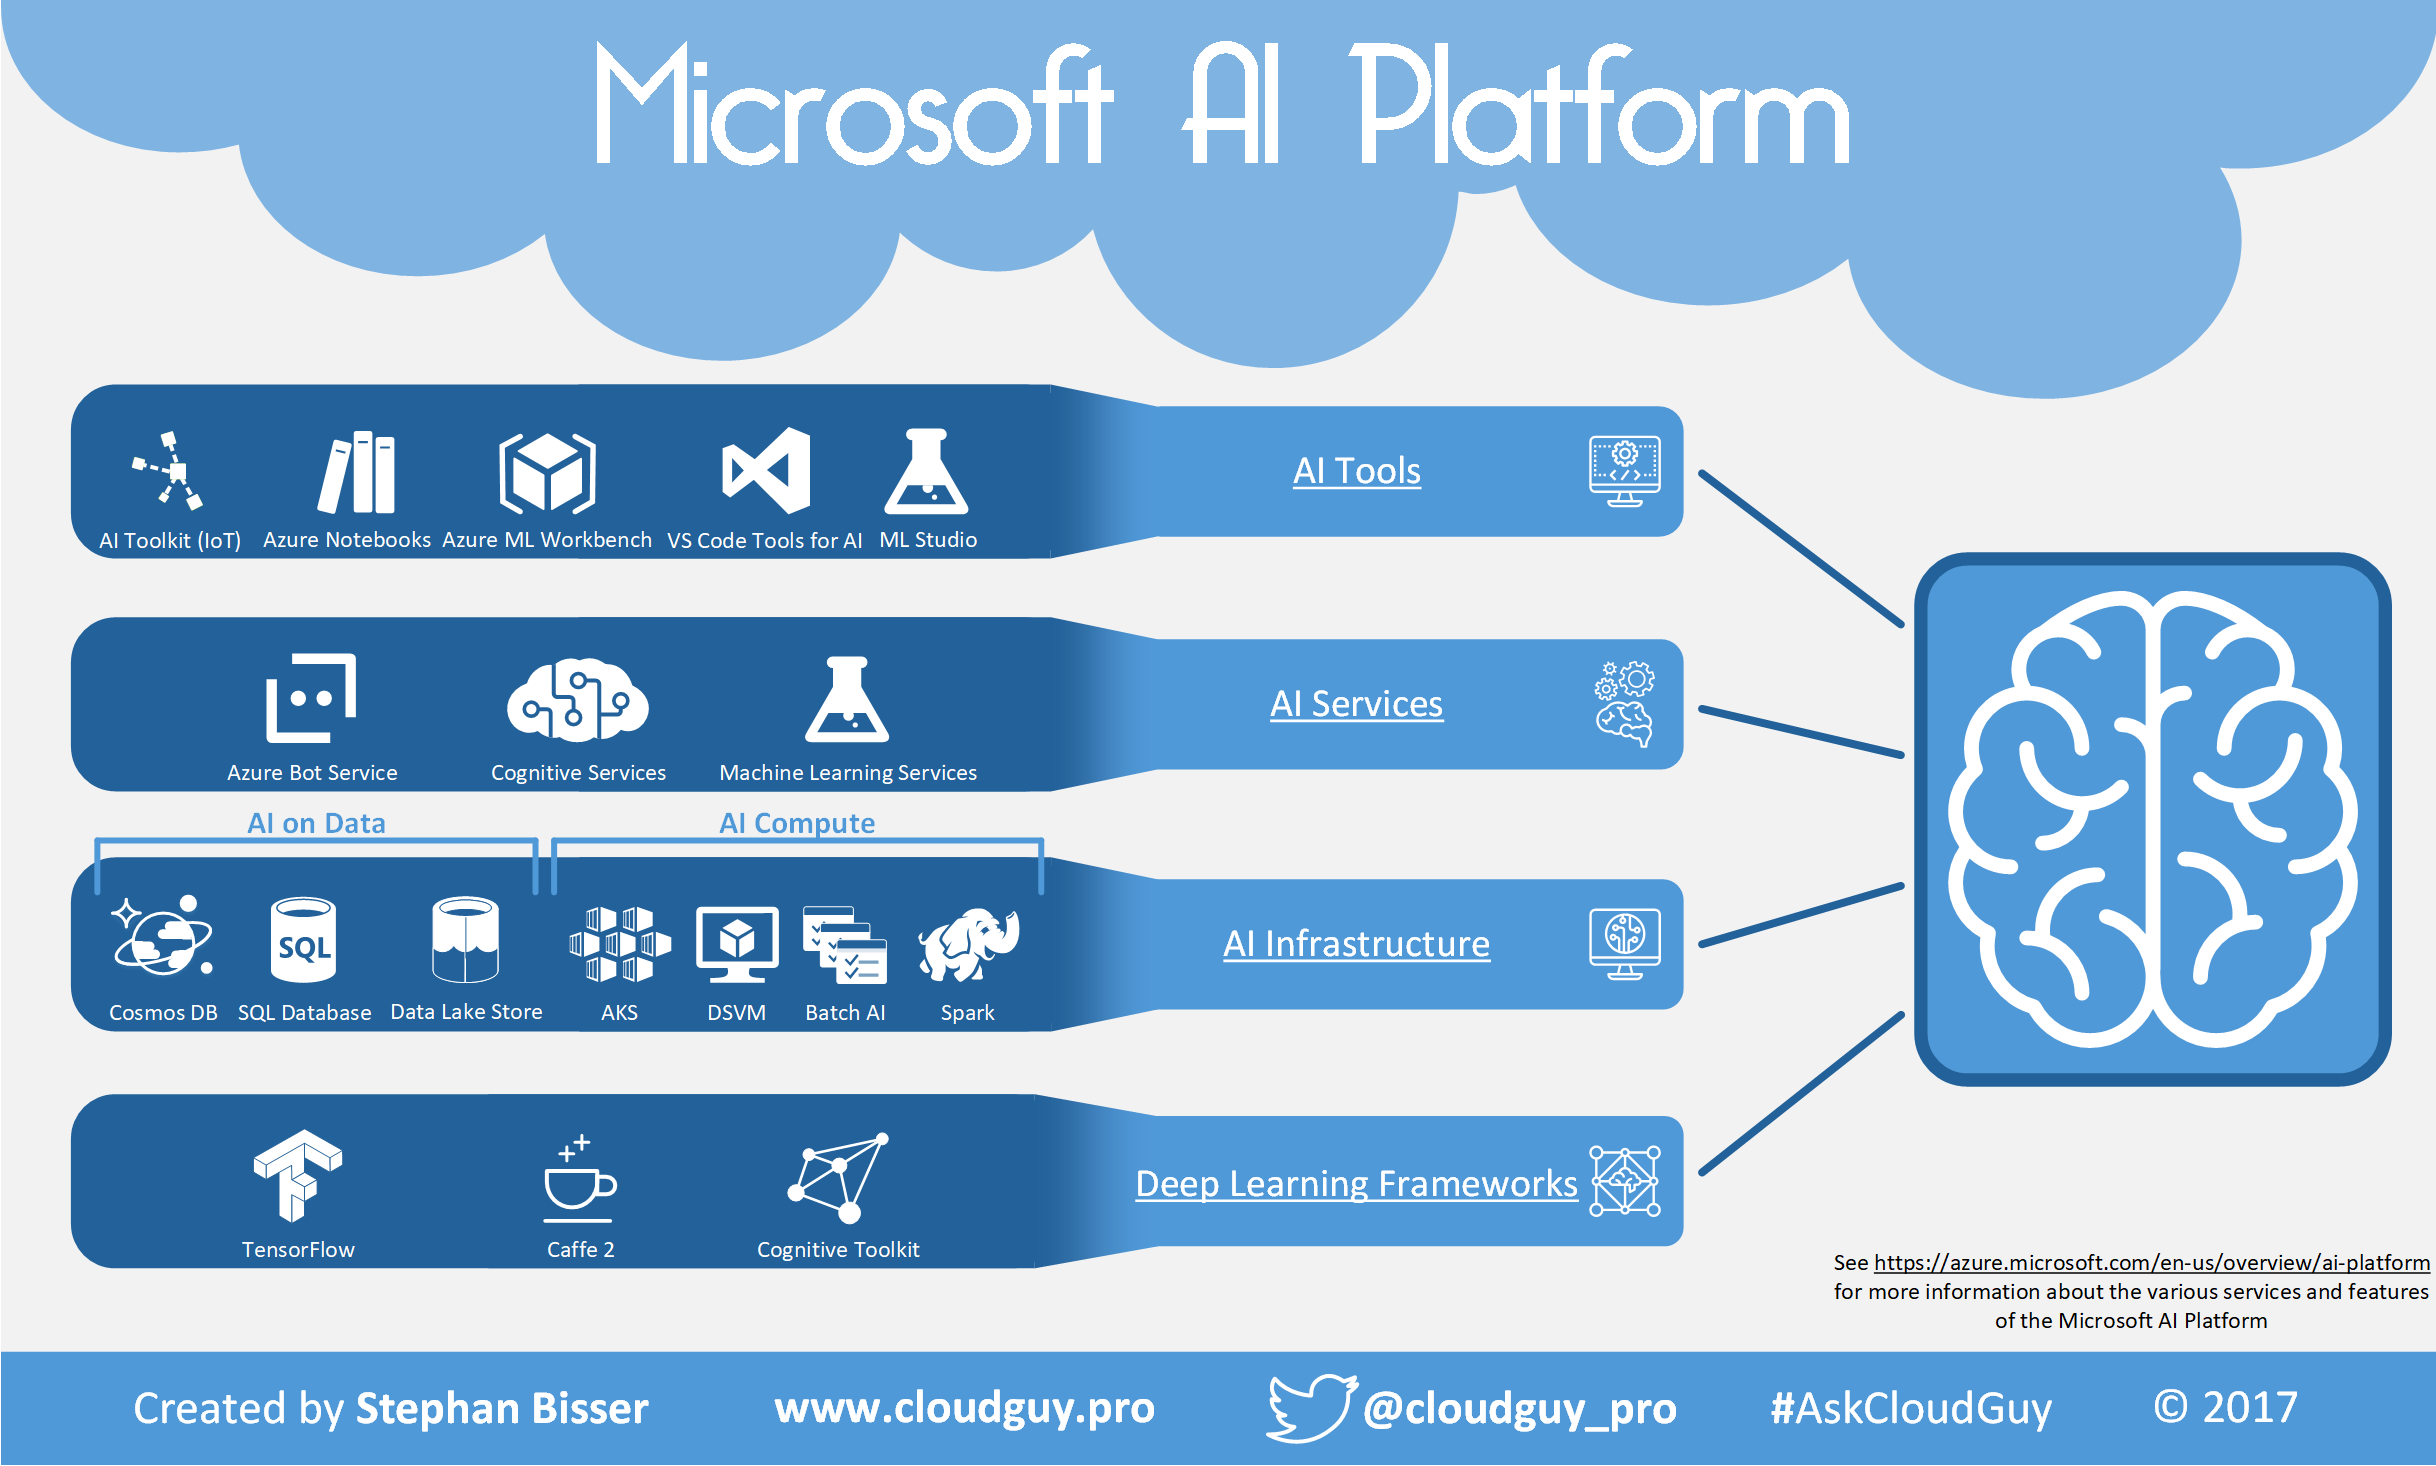 Microsoft AI Platform
AI Toolkit (IoT) Azure Notebooks Azure ML Workbench VS Code Tools for AI ML Studio
AI Tools
Azure Bot Service Cognitive Services Machine Learning Services
AI Services
AI on Data AI Compute
SQL
Cosmos DB SQL Database Data Lake Store AKS DSVM Batch AI Spark
AI Infrastructure
TensorFlow Caffe 2 Cognitive Toolkit
Deep Learning Frameworks
See https://azure.microsoft.com/en-us/overview/ai-platform
for more information about the various services and features
of the Microsoft AI Platform
Created by Stephan Bisser www.cloudguy.pro @cloudguy_pro #AskCloudGuy © 2017